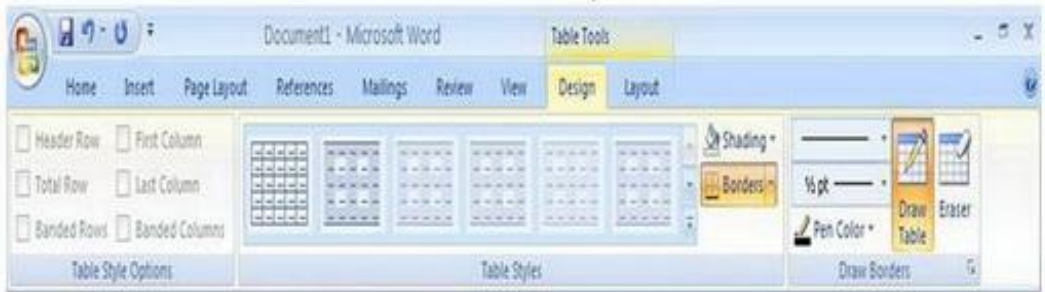 Document1 - Microsoft Word
Table Tools
Home Insert Page Layout References Mailings Review View Design Layout
Header Row First Column
Total Row Last Column
Banded Rows Banded Columns
Table Style Options
Shading
Borders
Table Styles
½ pt
Pen Color
Draw Table
Eraser
Draw Borders